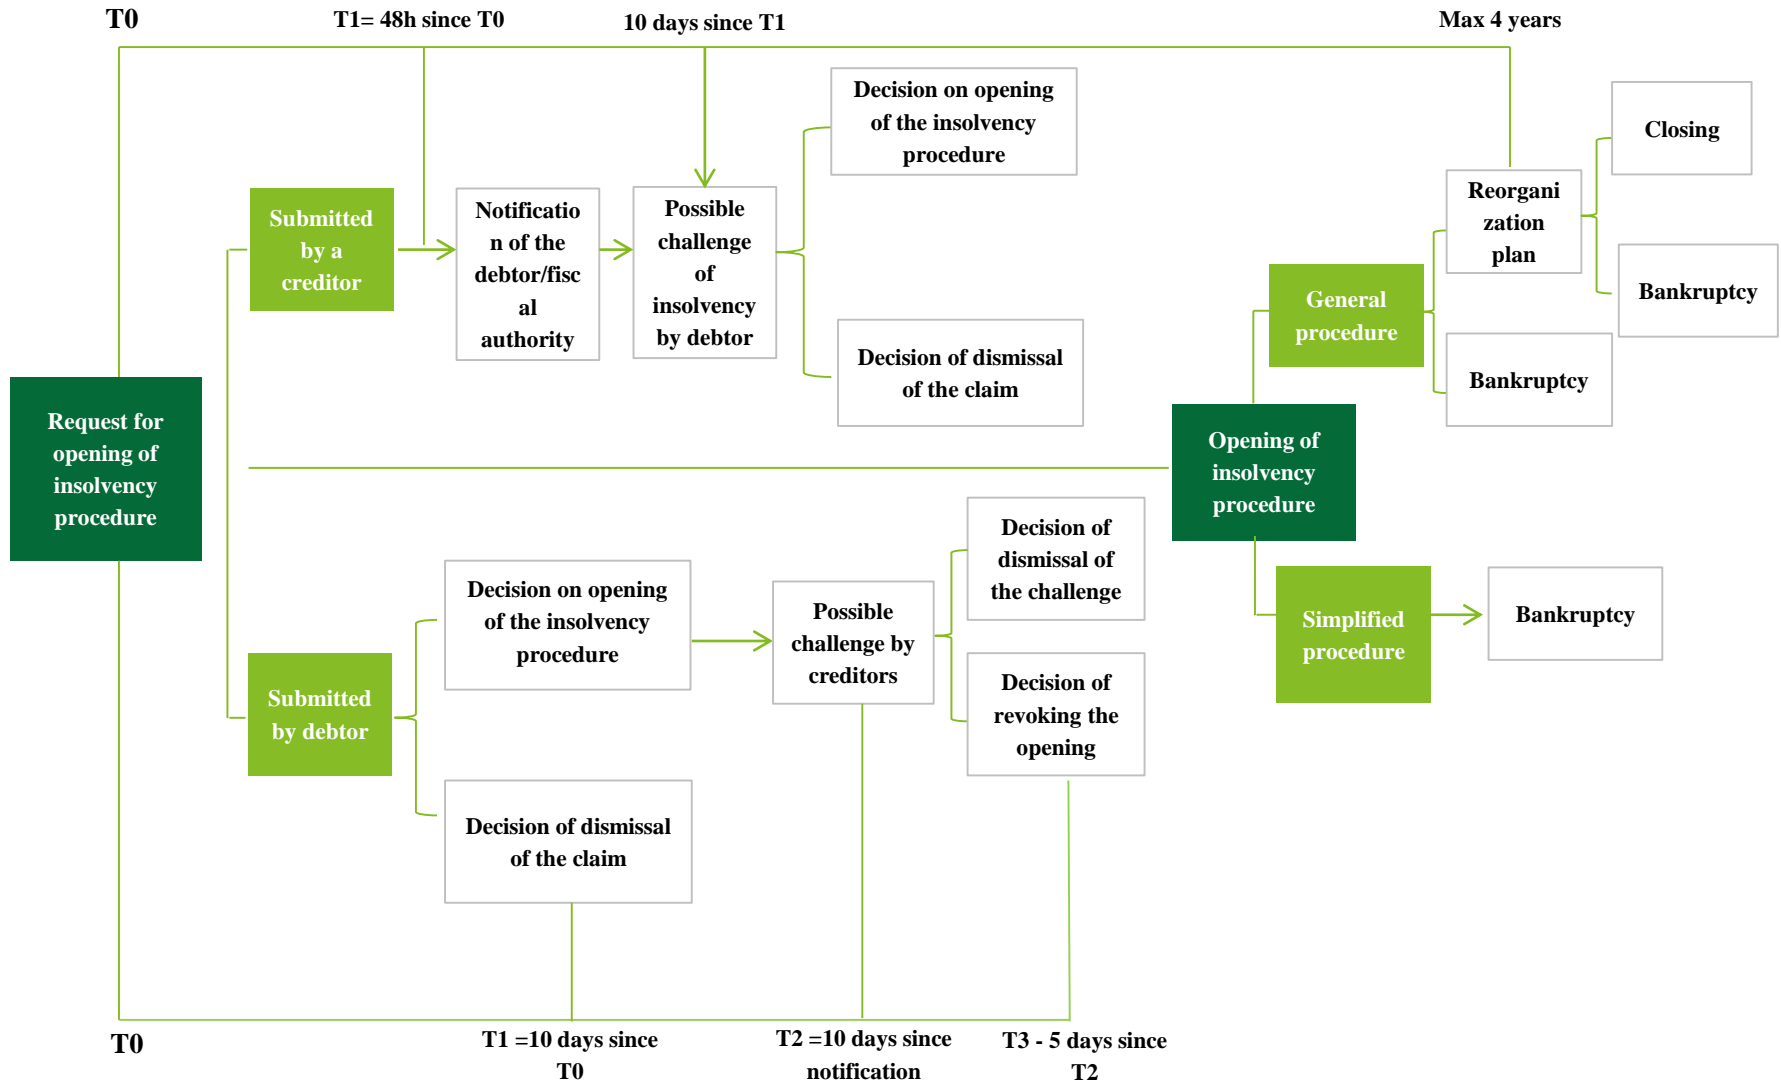 T0
T1= 48h since T0
10 days since T1
Max 4 years
Decision on opening
of the insolvency
procedure
Closing
Submitted
by a
creditor
Notificatio
n of the
debtor/fisc
al
authority
Possible
challenge
of
insolvency
by debtor
Reorgani
zation
plan
General
procedure
Bankruptcy
Decision of dismissal
of the claim
Bankruptcy
Request for
opening of
insolvency
procedure
Opening of
insolvency
procedure
Decision on opening
of the insolvency
procedure
Possible
challenge by
creditors
Decision of
dismissal of
the challenge
Simplified
procedure
Bankruptcy
Submitted
by debtor
Decision of
revoking the
opening
Decision of dismissal
of the claim
T0
T1 =10 days since
T0
T2 =10 days since
notification
T3 - 5 days since
T2